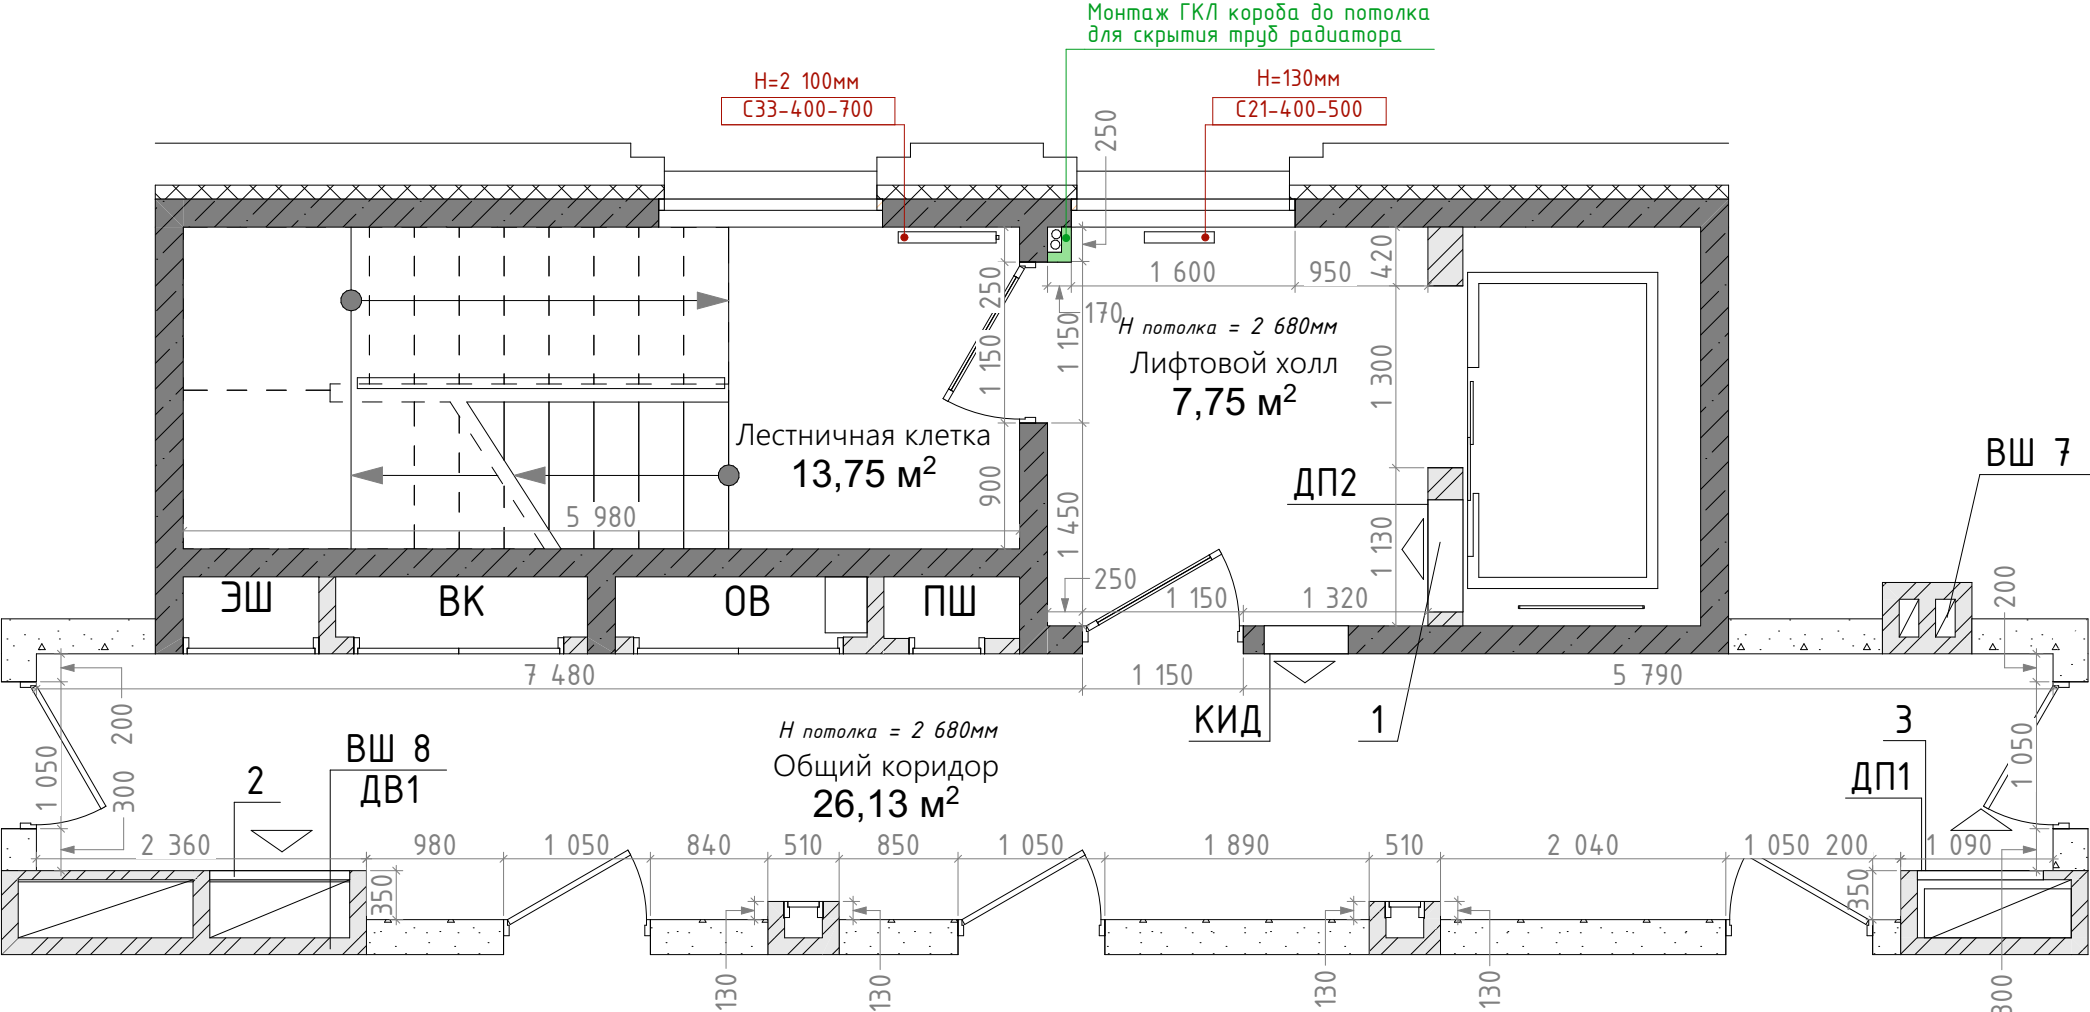 Монтаж ГКЛ короба до потолка
для скрытия труб радиатора
H=2 100мм
С33-400-700
H=130мм
С21-400-500
250
1 600
950
420
250
170
1 150
1 150
H потолка = 2 680мм
Лифтовой холл
7,75 м²
1 300
Лестничная клетка
13,75 м²
900
1 450
ДП2
ВШ 7
5 980
1 130
250
1 150
1 320
200
ЭШ
ВК
ОВ
ПШ
7 480
1 150
5 790
200
1 050
300
H потолка = 2 680мм
Общий коридор
26,13 м²
КИД
1
3
ДП1
1 050
ВШ 8
ДВ1
2
2 360
980
1 050
840
510
850
1 050
1 890
510
2 040
1 050
200
1 090
350
350
130
130
130
130
300